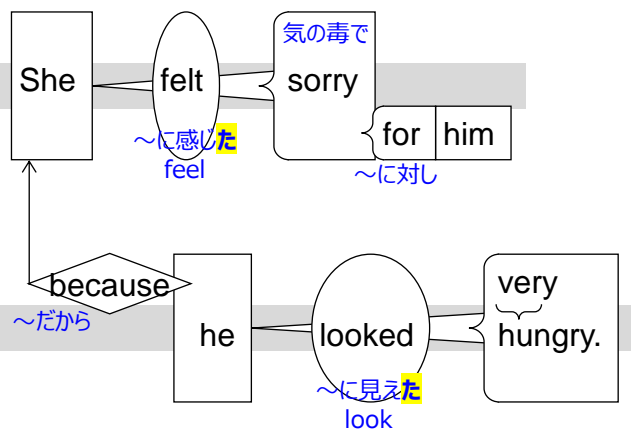 気の毒で
She felt sorry
for him
～に感じた
feel
～に対し
because
～だから
very
he looked hungry.
～に見えた
look